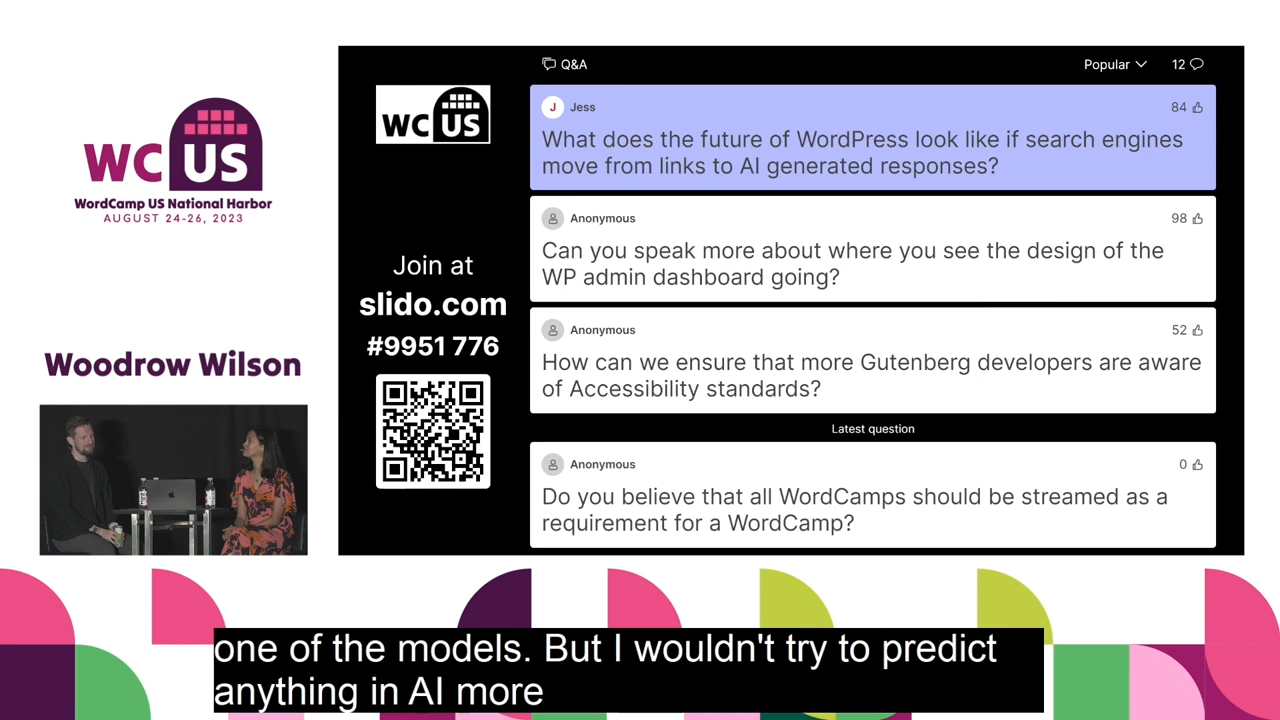 WC US
WordCamp US National Harbor
AUGUST 24-26, 2023
Woodrow Wilson
WC US
Join at
slido.com
#9951 776
Q&A
Popular
12
J
Jess
84
What does the future of WordPress look like if search engines
move from links to AI generated responses?
Anonymous
98
Can you speak more about where you see the design of the
WP admin dashboard going?
Anonymous
52
How can we ensure that more Gutenberg developers are aware
of Accessibility standards?
Latest question
Anonymous
0
Do you believe that all WordCamps should be streamed as a
requirement for a WordCamp?
one of the models. But I wouldn't try to predict
anything in AI more